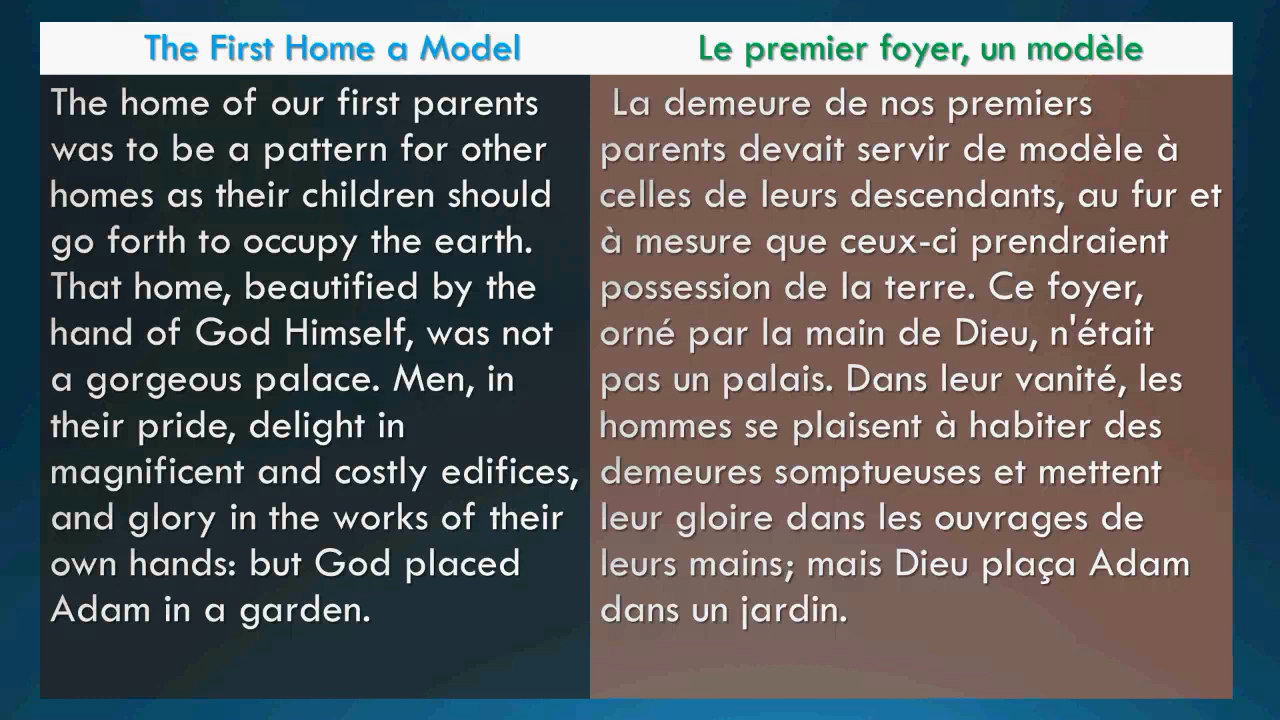 The First Home a Model
The home of our first parents
was to be a pattern for other
homes as their children should
go forth to occupy the earth.
That home, beautified by the
hand of God Himself, was not
a gorgeous palace. Men, in
their pride, delight in
magnificent and costly edifices,
and glory in the works of their
own hands: but God placed
Adam in a garden.
Le premier foyer, un modèle
La demeure de nos premiers
parents devait servir de modèle à
celles de leurs descendants, au fur et
à mesure que ceux-ci prendraient
possession de la terre. Ce foyer,
orné par la main de Dieu, n'était
pas un palais. Dans leur vanité, les
hommes se plaisent à habiter des
demeures somptueuses et mettent
leur gloire dans les ouvrages de
leurs mains; mais Dieu plaça Adam
dans un jardin.